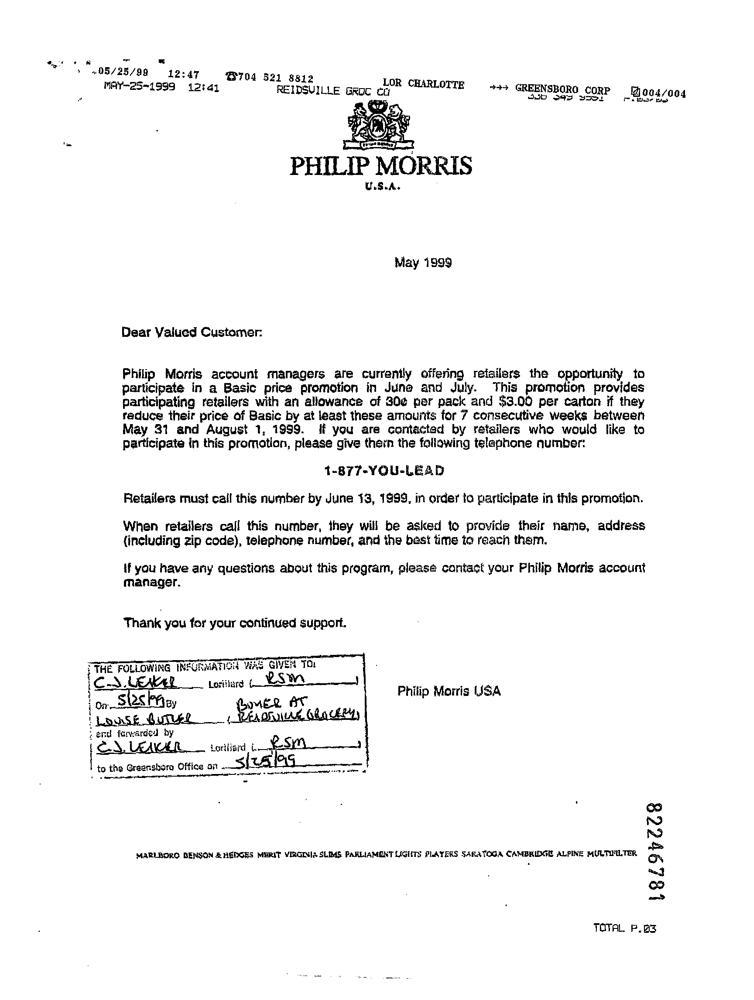 05/25/99 12:47 ☎704 521 8812 LOR CHARLOTTE →→→ GREENSBORO CORP 004/004
MAY-25-1999 12:41 REIDSVILLE GROC CO
PHILIP MORRIS
U.S.A.
May 1999
Dear Valued Customer:
Philip Morris account managers are currently offering retailers the opportunity to
participate in a Basic price promotion in June and July. This promotion provides
participating retailers with an allowance of 30¢ per pack and $3.00 per carton if they
reduce their price of Basic by at least these amounts for 7 consecutive weeks between
May 31 and August 1, 1999. If you are contacted by retailers who would like to
participate in this promotion, please give them the following telephone number:
1-877-YOU-LEAD
Retailers must call this number by June 13, 1999, in order to participate in this promotion.
When retailers call this number, they will be asked to provide their name, address
(including zip code), telephone number, and the best time to reach them.
If you have any questions about this program, please contact your Philip Morris account
manager.
Thank you for your continued support.
THE FOLLOWING INFORMATION WAS GIVEN TO:
C.J. LEAKER Lorillard ( RSM )
On 5/25/99 By BUYER AT
LOUISE BUTLER ( REIDSVILLE GROCERY)
and forwarded by
C.J. LEAKER Lorillard ( RSM )
to the Greensboro Office on 5/25/99
Philip Morris USA
MARLBORO BENSON & HEDGES MERIT VIRGINIA SLIMS PARLIAMENT LIGHTS PLAYERS SARATOGA CAMBRIDGE ALPINE MULTIFILTER
82246781
TOTAL P.03